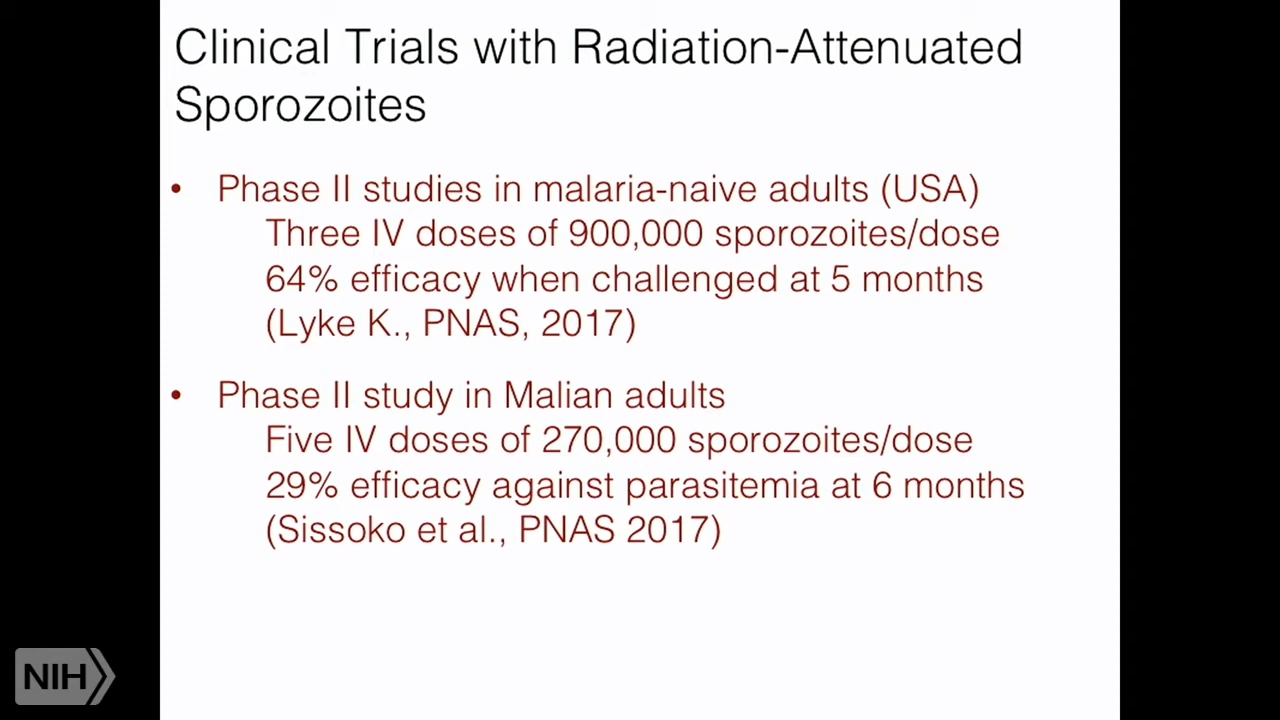 Clinical Trials with Radiation-Attenuated
Sporozoites
• Phase II studies in malaria-naive adults (USA)
Three IV doses of 900,000 sporozoites/dose
64% efficacy when challenged at 5 months
(Lyke K., PNAS, 2017)
• Phase II study in Malian adults
Five IV doses of 270,000 sporozoites/dose
29% efficacy against parasitemia at 6 months
(Sissoko et al., PNAS 2017)
NIH